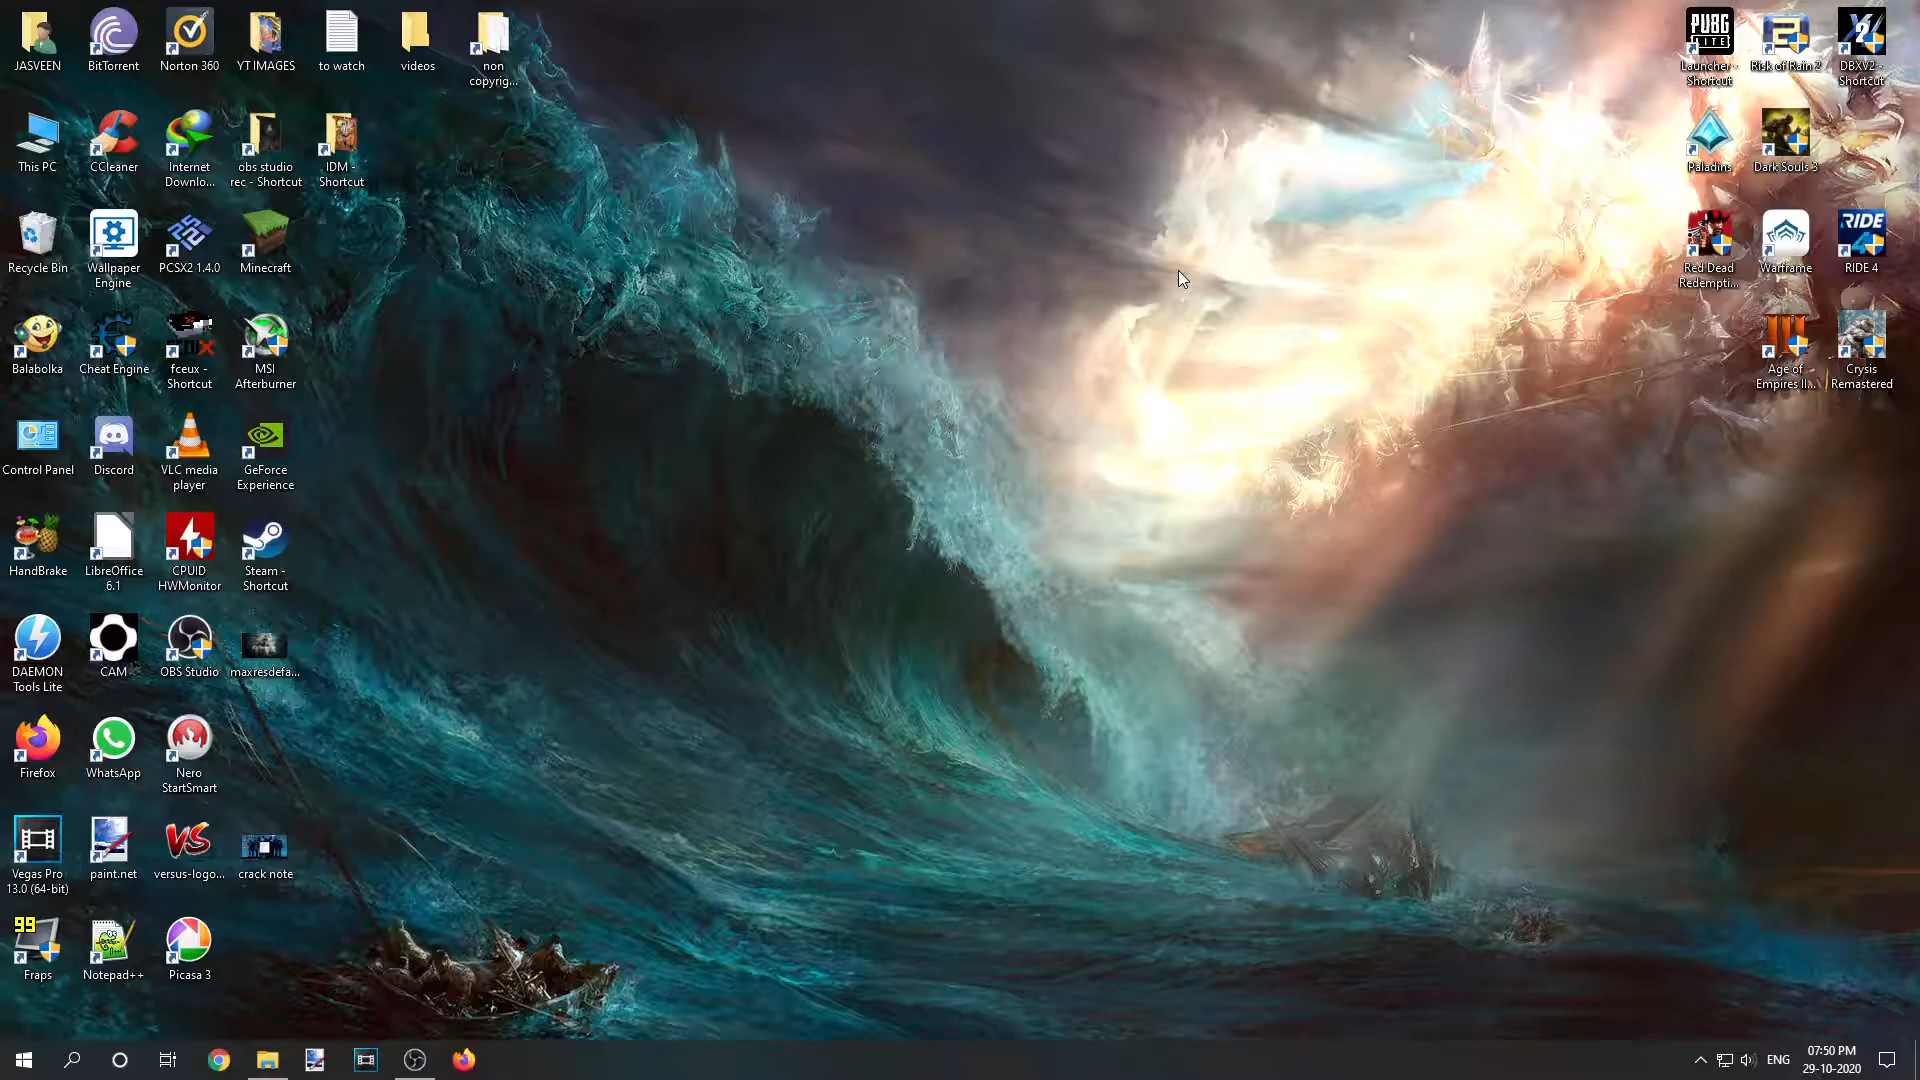 JASVEEN
BitTorrent
Norton 360
YT IMAGES
to watch
videos
non
copyrig...
This PC
CCleaner
Internet
Downlo...
obs studio
rec - Shortcut
IDM -
Shortcut
Recycle Bin
Wallpaper
Engine
PCSX2 1.4.0
Minecraft
Balabolka
Cheat Engine
fceux -
Shortcut
MSI
Afterburner
Control Panel
Discord
VLC media
player
GeForce
Experience
HandBrake
LibreOffice
6.1
CPUID
HWMonitor
Steam -
Shortcut
DAEMON
Tools Lite
CAM
OBS Studio
maxresdefa...
Firefox
WhatsApp
Nero
StartSmart
Vegas Pro
13.0 (64-bit)
paint.net
VS
versus-logo...
crack note
99
Fraps
Notepad++
Picasa 3
PUBG
LITE
Launcher -
Shortcut
2
Risk of Rain 2
2
DBXV2 -
Shortcut
Paladins
Dark Souls 3
Red Dead
Redempti...
Warframe
RIDE
4
RIDE 4
III
Age of
Empires II...
Crysis
Remastered
ENG
07:50 PM
29-10-2020